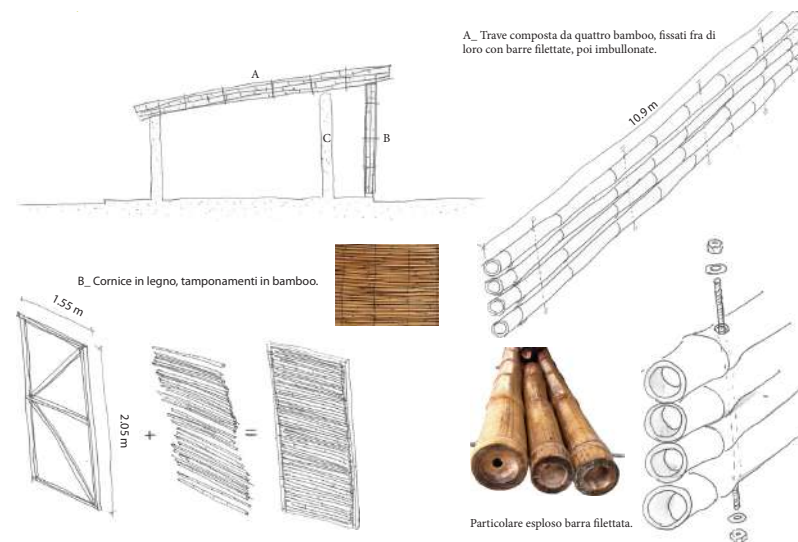 A_ Trave composta da quattro bamboo, fissati fra di
loro con barre filettate, poi imbullonate.
A
C
B
10.9 m
B_ Cornice in legno, tamponamenti in bamboo.
1.55 m
2.05 m
+
=
Particolare esploso barra filettata.